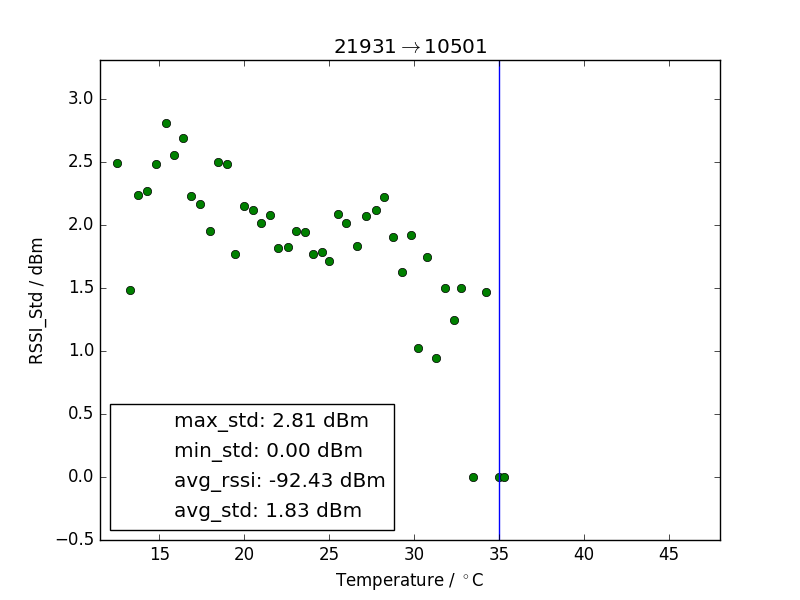 21931→10501
3.0
2.5
2.0
1.5
1.0
0.5
0.0
−0.5
RSSI_Std / dBm
max_std: 2.81 dBm
min_std: 0.00 dBm
avg_rssi: -92.43 dBm
avg_std: 1.83 dBm
15 20 25 30 35 40 45
Temperature / °C